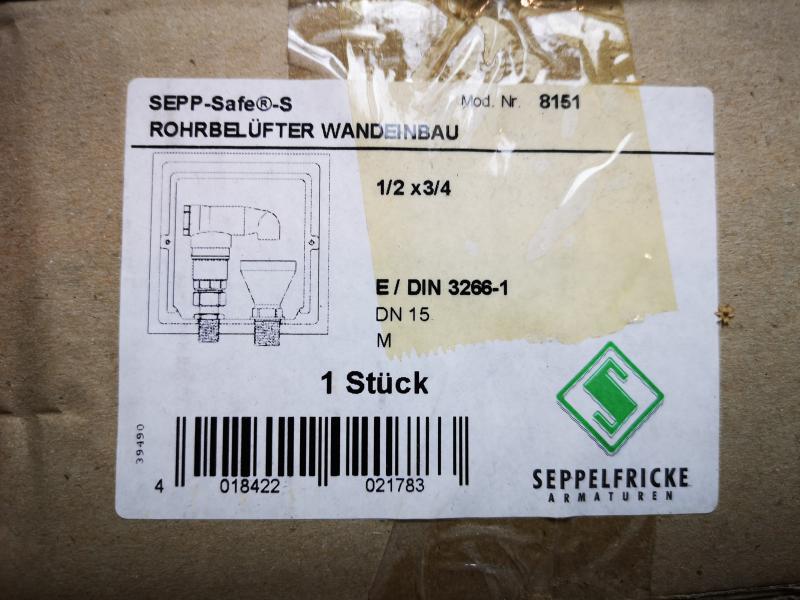 SEPP-Safe®-S Mod. Nr. 8151
ROHRBELÜFTER WANDEINBAU
1/2 x3/4
E / DIN 3266-1
DN 15
M
1 Stück
39490
4 018422 021783
S
SEPPELFRICKE
ARMATUREN